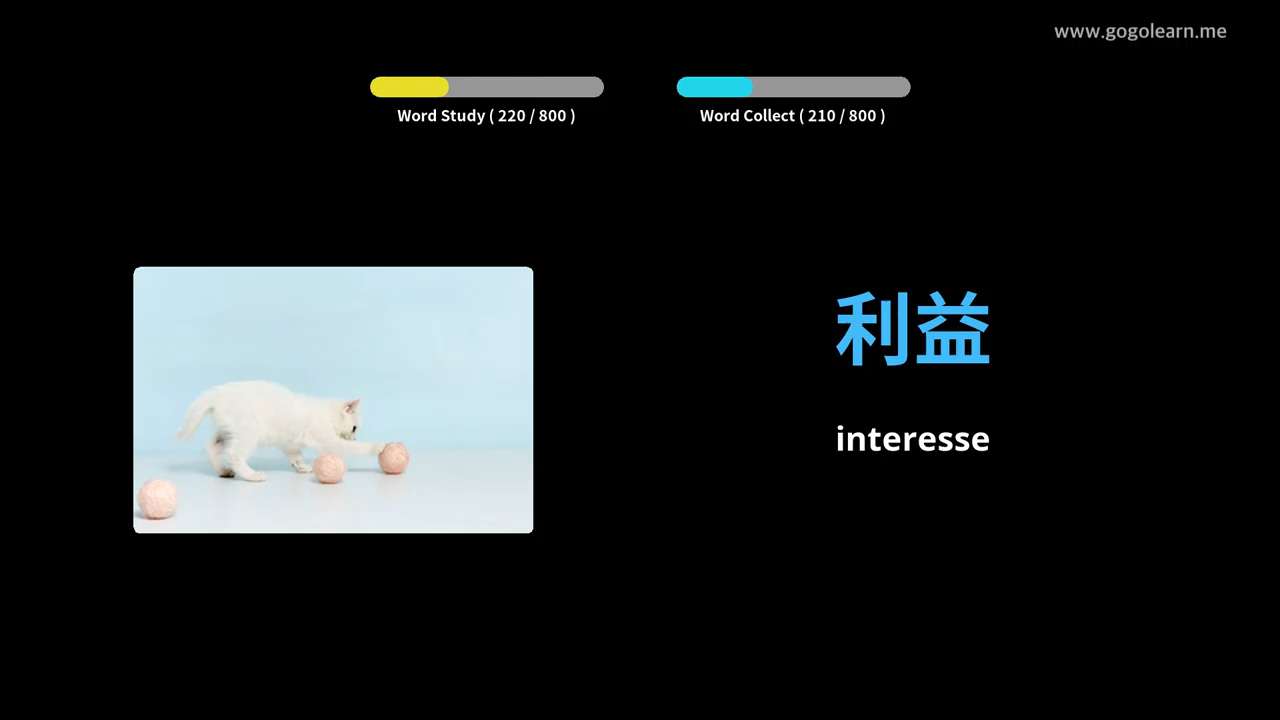 www.gogolearn.me
Word Study ( 220 / 800 )
Word Collect ( 210 / 800 )
利益
interesse